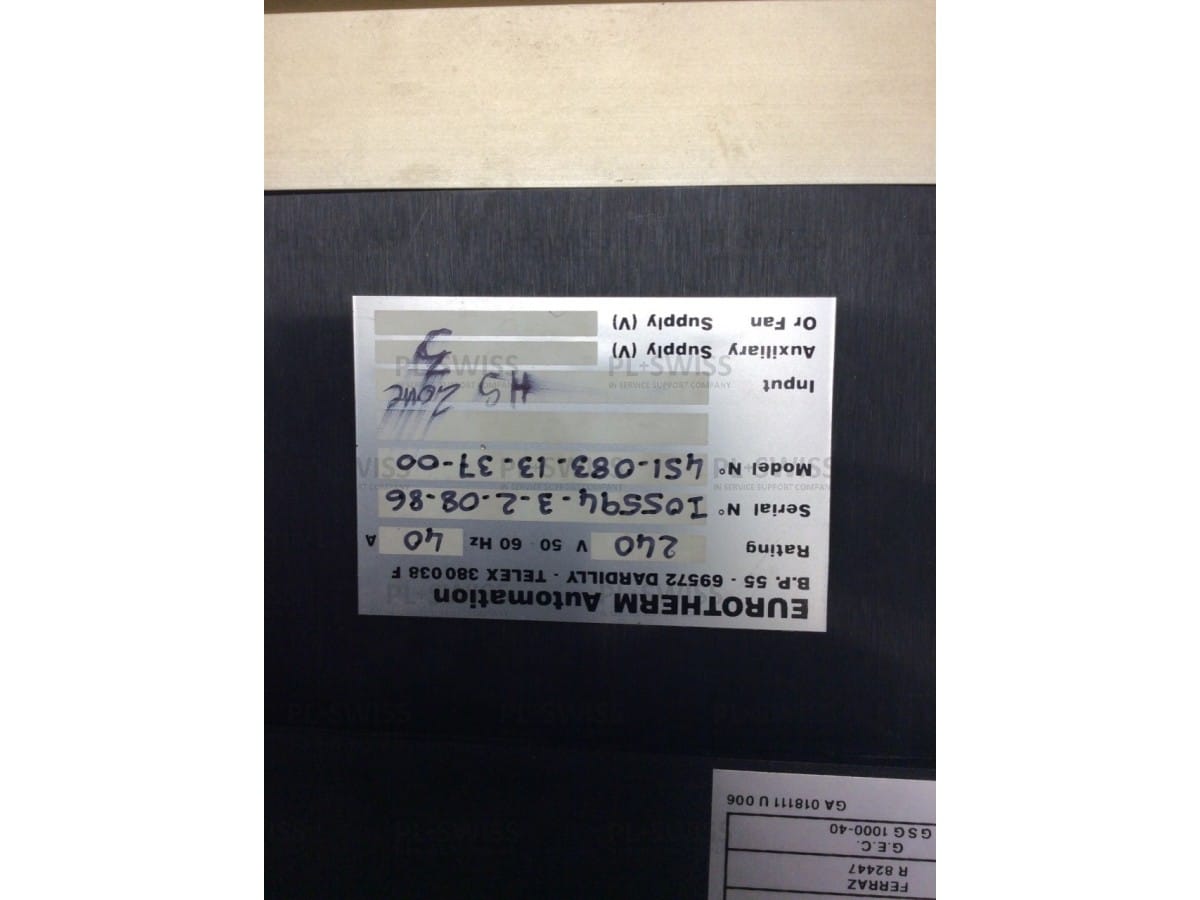 EUROTHERM Automation
B.P. 55 - 69572 DARDILLY - TELEX 380038 F
Rating 240 V 50 60 Hz 40 A
Serial N° I05594-3-2-08-86
Model N° 451-083-13-37-00
Input HS Zone 3
Auxiliary Supply (V)
Or Fan Supply (V)
FERRAZ
R 82447
G.E.C.
GSG 1000-40
GA 018111 U 006
PL+SWISS
IN SERVICE SUPPORT COMPANY